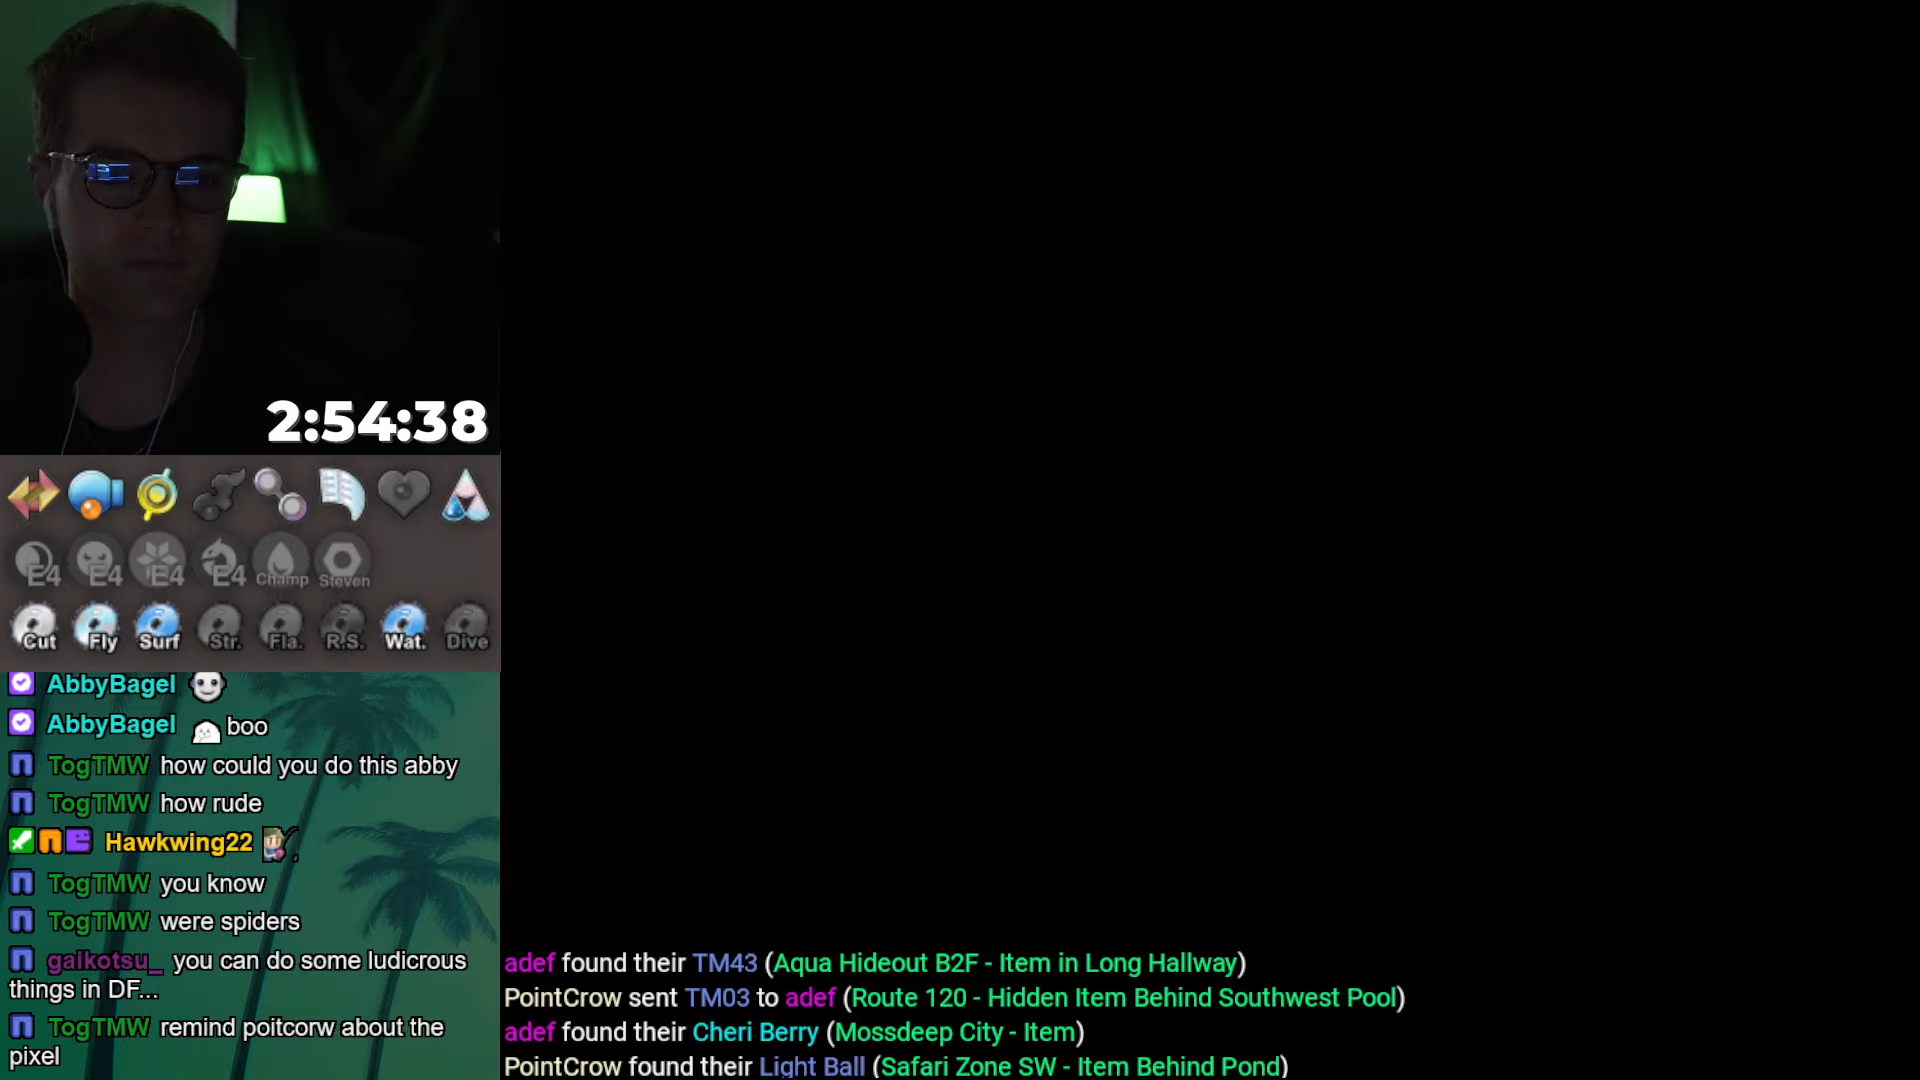 2:54:38
E4 E4 E4 E4 Champ Steven
Cut Fly Surf Str. Fla. R.S. Wat. Dive
AbbyBagel
AbbyBagel boo
TogTMW how could you do this abby
TogTMW how rude
Hawkwing22
TogTMW you know
TogTMW were spiders
galkotsu_ you can do some ludicrous
things in DF...
TogTMW remind poitcorw about the
pixel
adef found their TM43 (Aqua Hideout B2F - Item in Long Hallway)
PointCrow sent TM03 to adef (Route 120 - Hidden Item Behind Southwest Pool)
adef found their Cheri Berry (Mossdeep City - Item)
PointCrow found their Light Ball (Safari Zone SW - Item Behind Pond)